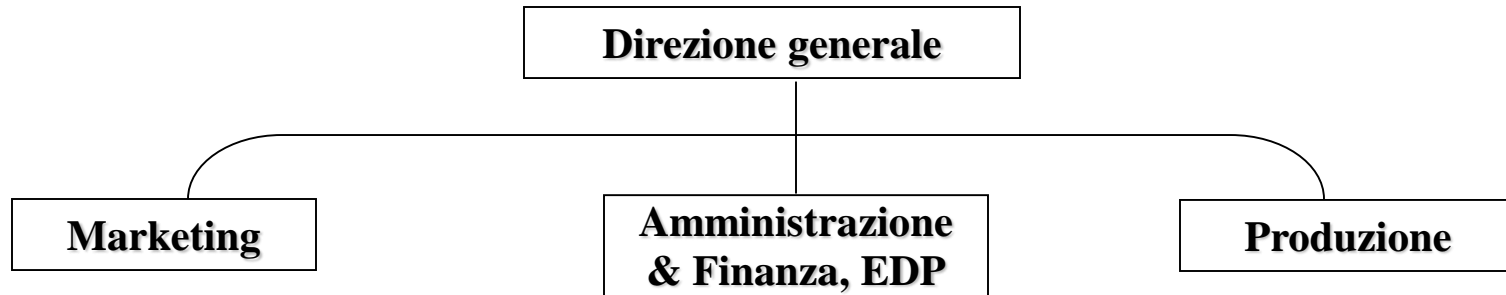 Direzione generale
Marketing
Amministrazione
& Finanza, EDP
Produzione